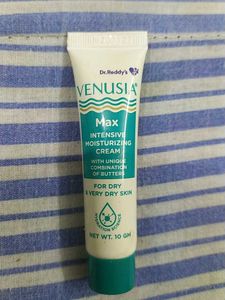 Dr.Reddy's
VENUSIA
Max
INTENSIVE
MOISTURIZING
CREAM
WITH UNIQUE
COMBINATION
OF BUTTERS
FOR DRY
& VERY DRY SKIN
NET WT. 10 GM